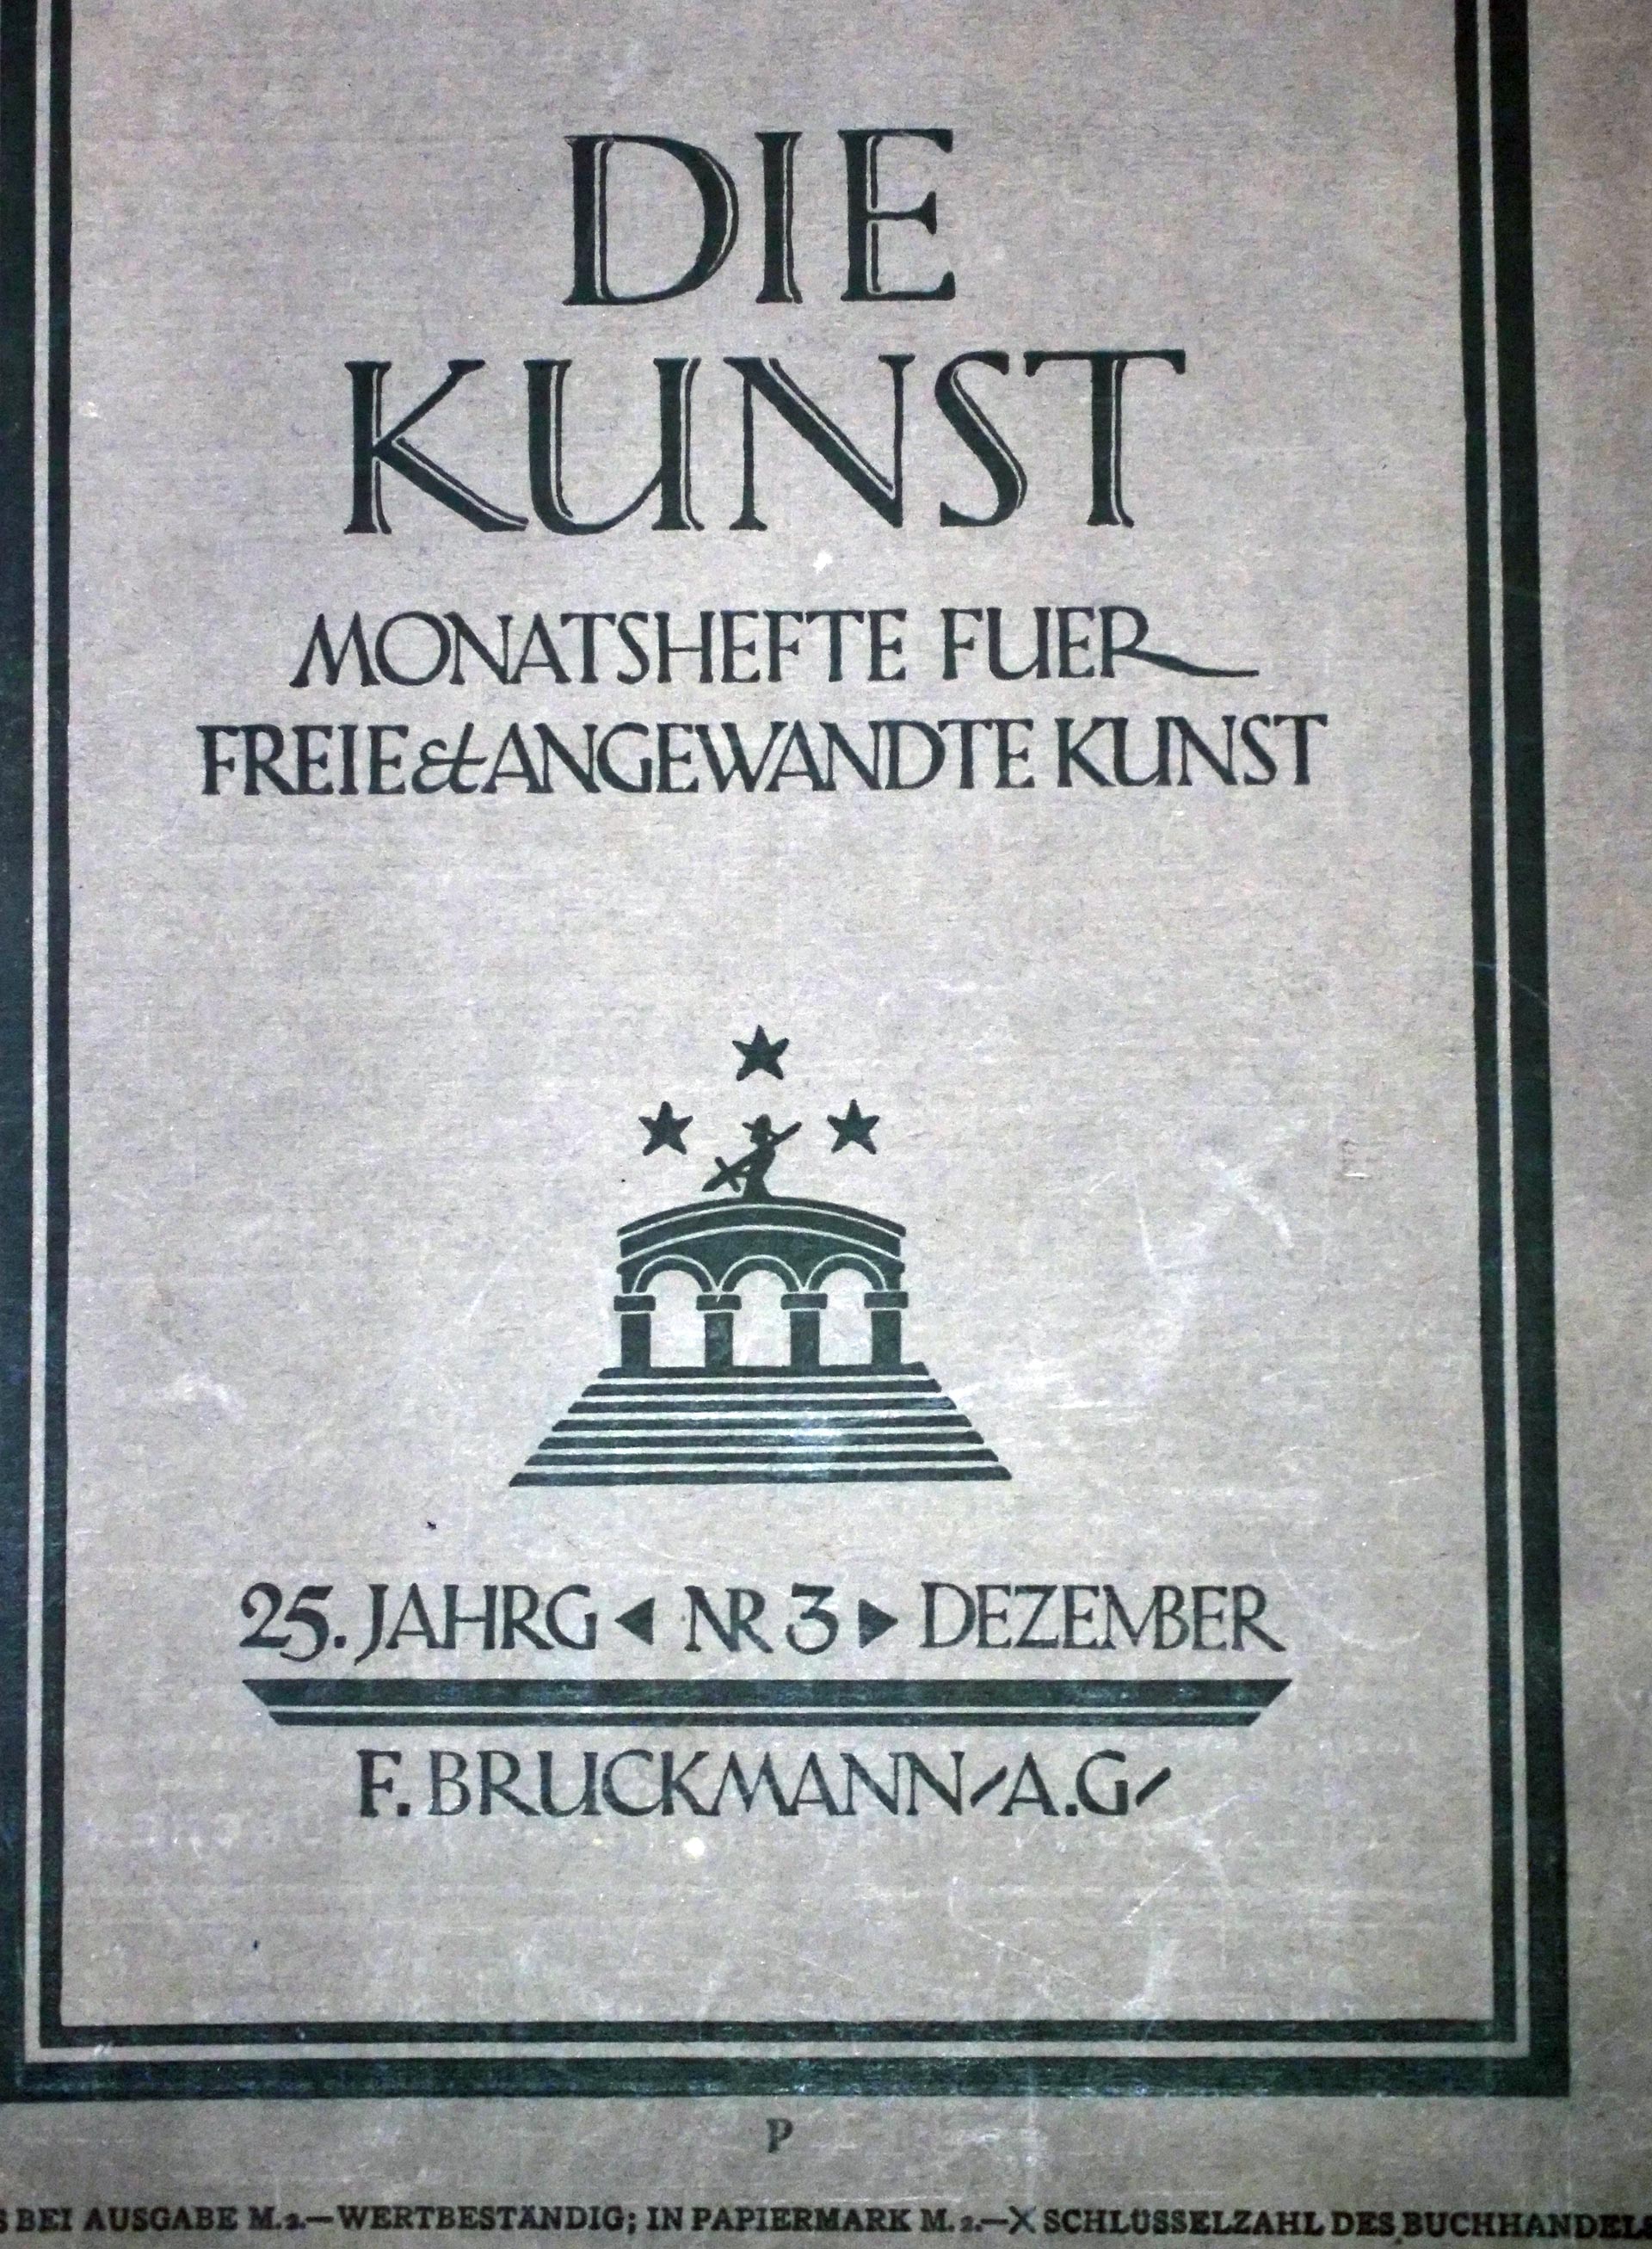 DIE
KUNST
MONATSHEFTE FUER
FREIE & ANGEWANDTE KUNST
25. JAHRG ◄ NR 3 ► DEZEMBER
F. BRUCKMANN/A.G/
P
BEI AUSGABE M. 2.—WERTBESTÄNDIG; IN PAPIERMARK M. 2.—X SCHLÜSSELZAHL DES BUCHHANDELS